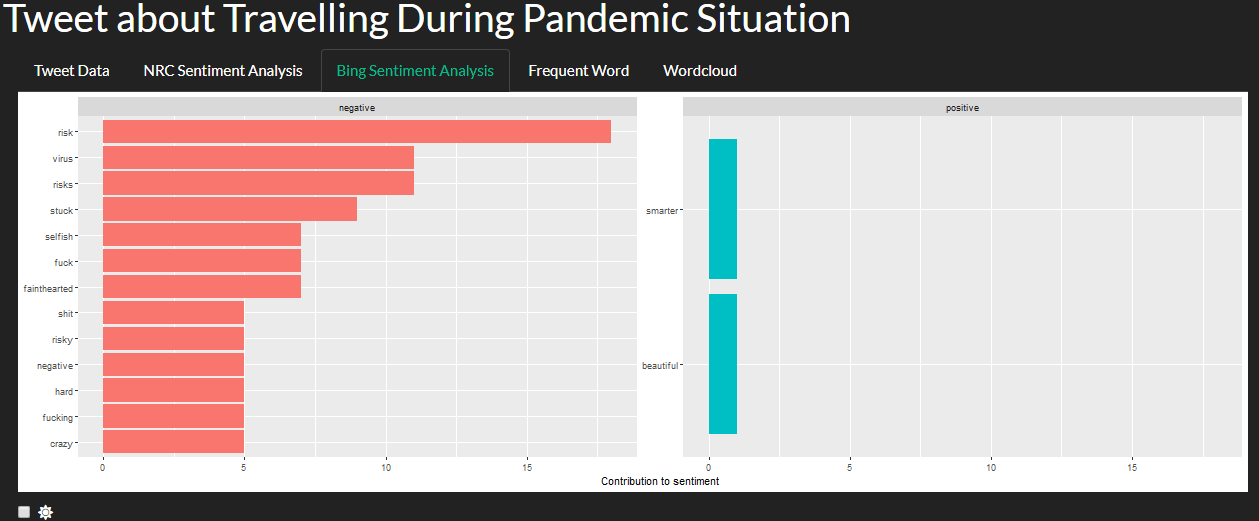 Tweet about Travelling During Pandemic Situation
Tweet Data NRC Sentiment Analysis Bing Sentiment Analysis Frequent Word Wordcloud
negative
risk
virus
risks
stuck
selfish
fuck
fainthearted
shit
risky
negative
hard
fucking
crazy
0 5 10 15
positive
smarter
beautiful
0 5 10 15
Contribution to sentiment